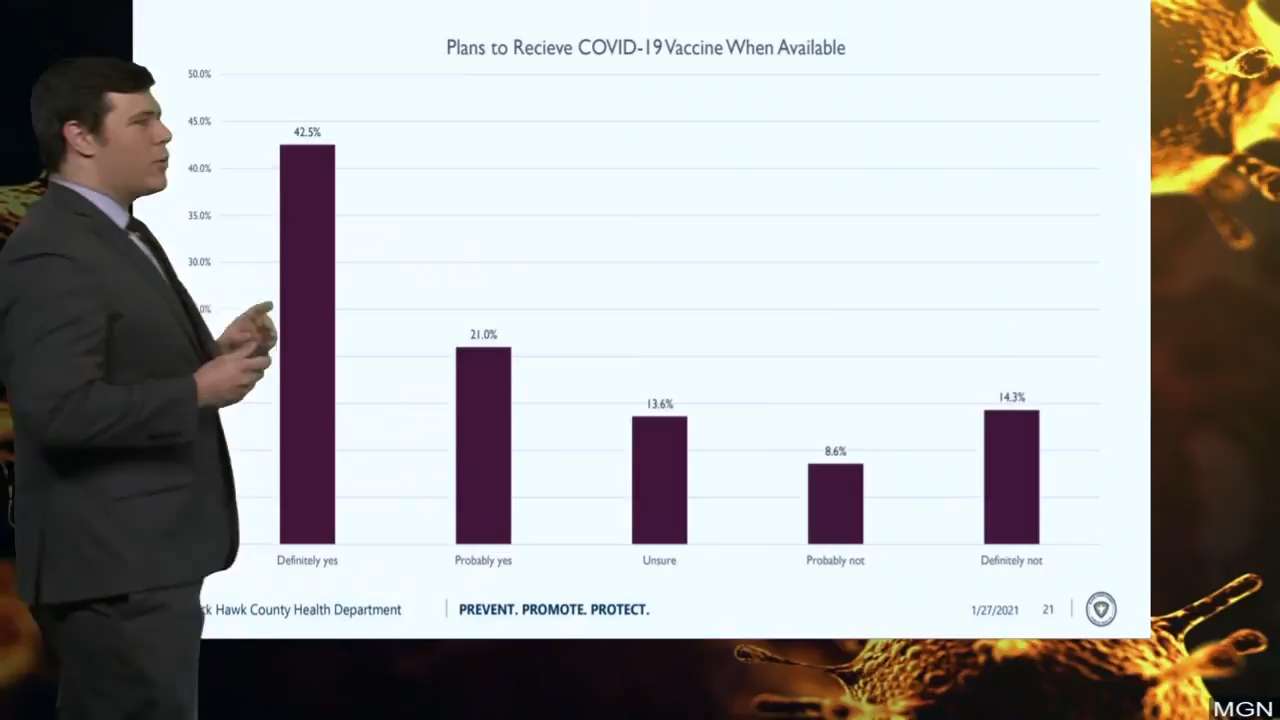 Plans to Recieve COVID-19 Vaccine When Available
50.0%
45.0%
42.5%
40.0%
35.0%
30.0%
21.0%
13.6%
8.6%
14.3%
Definitely yes
Probably yes
Unsure
Probably not
Definitely not
Hawk County Health Department
PREVENT. PROMOTE. PROTECT.
1/27/2021
21
MGN